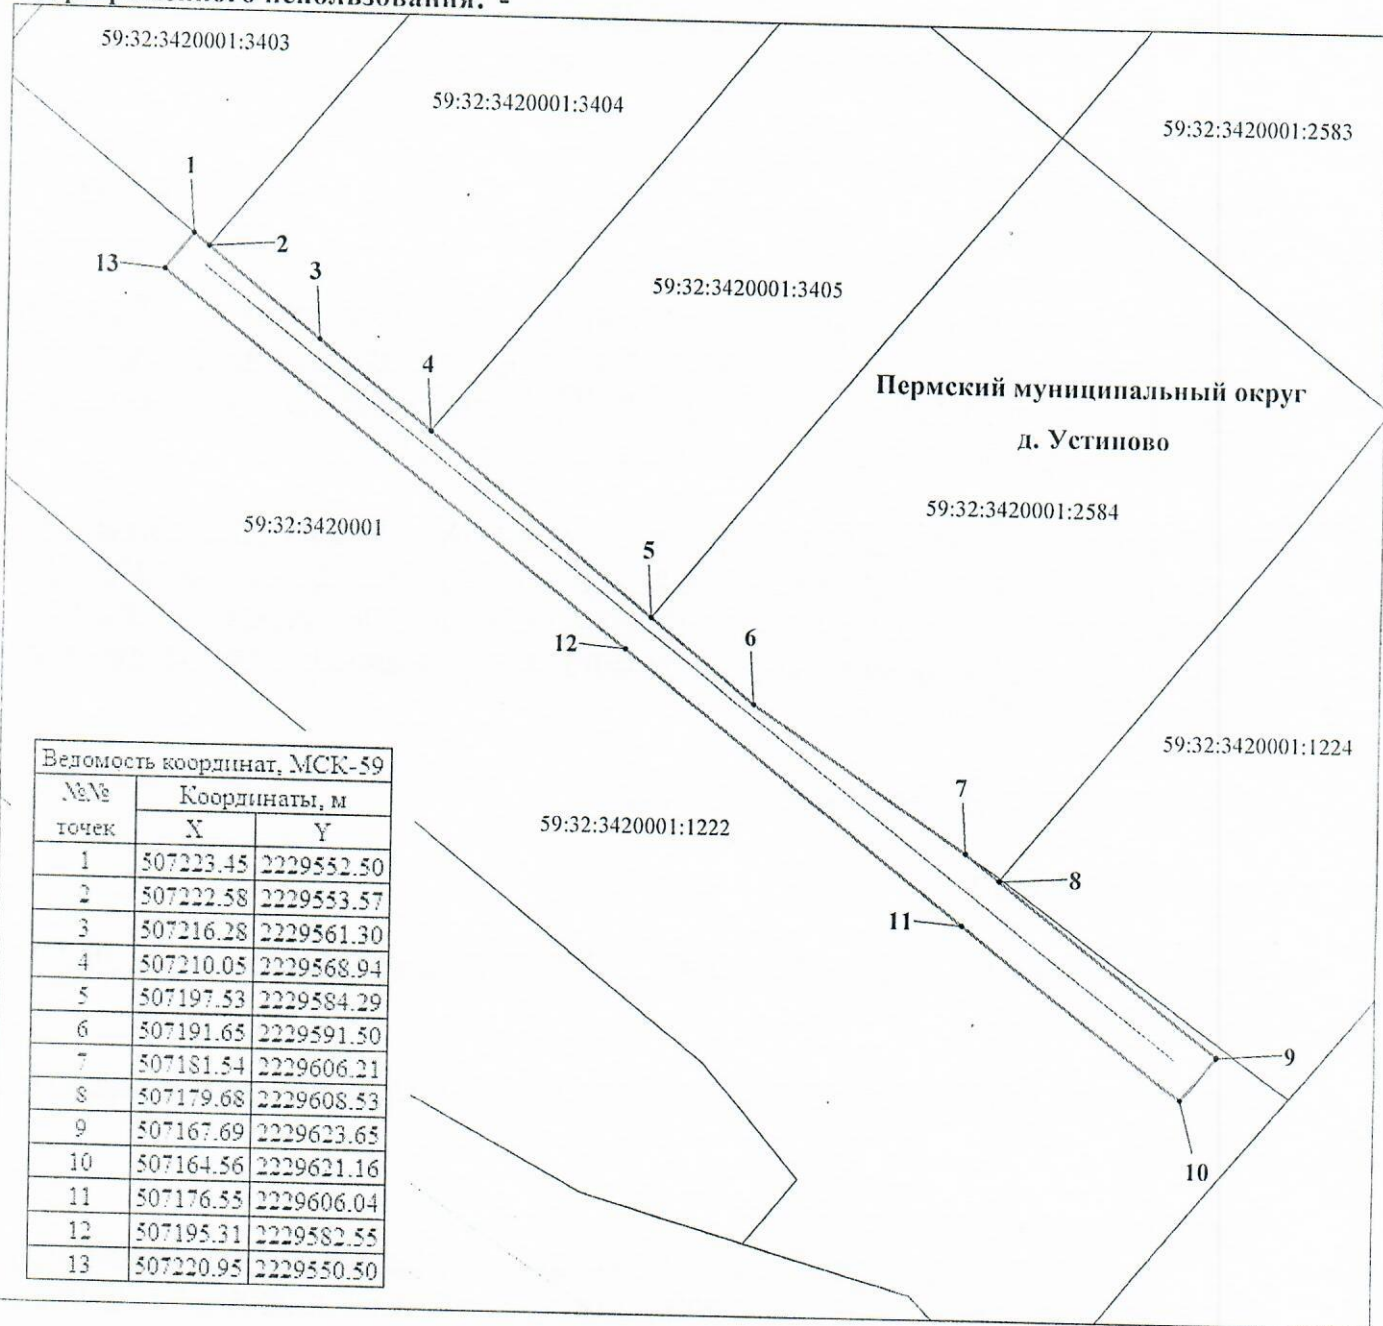 59:32:3420001:3403
59:32:3420001:3404
59:32:3420001:2583
1
2
13
3
59:32:3420001:3405
4
Пермский муниципальный округ
д. Устиново
59:32:3420001:2584
59:32:3420001
5
6
12
59:32:3420001:1224
7
59:32:3420001:1222
8
11
9
10
Ведомость координат, МСК-59
№№ точек Координаты, м
X Y
1 507223.45 2229552.50
2 507222.58 2229553.57
3 507216.28 2229561.30
4 507210.05 2229568.94
5 507197.53 2229584.29
6 507191.65 2229591.50
7 507181.54 2229606.21
8 507179.68 2229608.53
9 507167.69 2229623.65
10 507164.56 2229621.16
11 507176.55 2229606.04
12 507195.31 2229582.55
13 507220.95 2229550.50